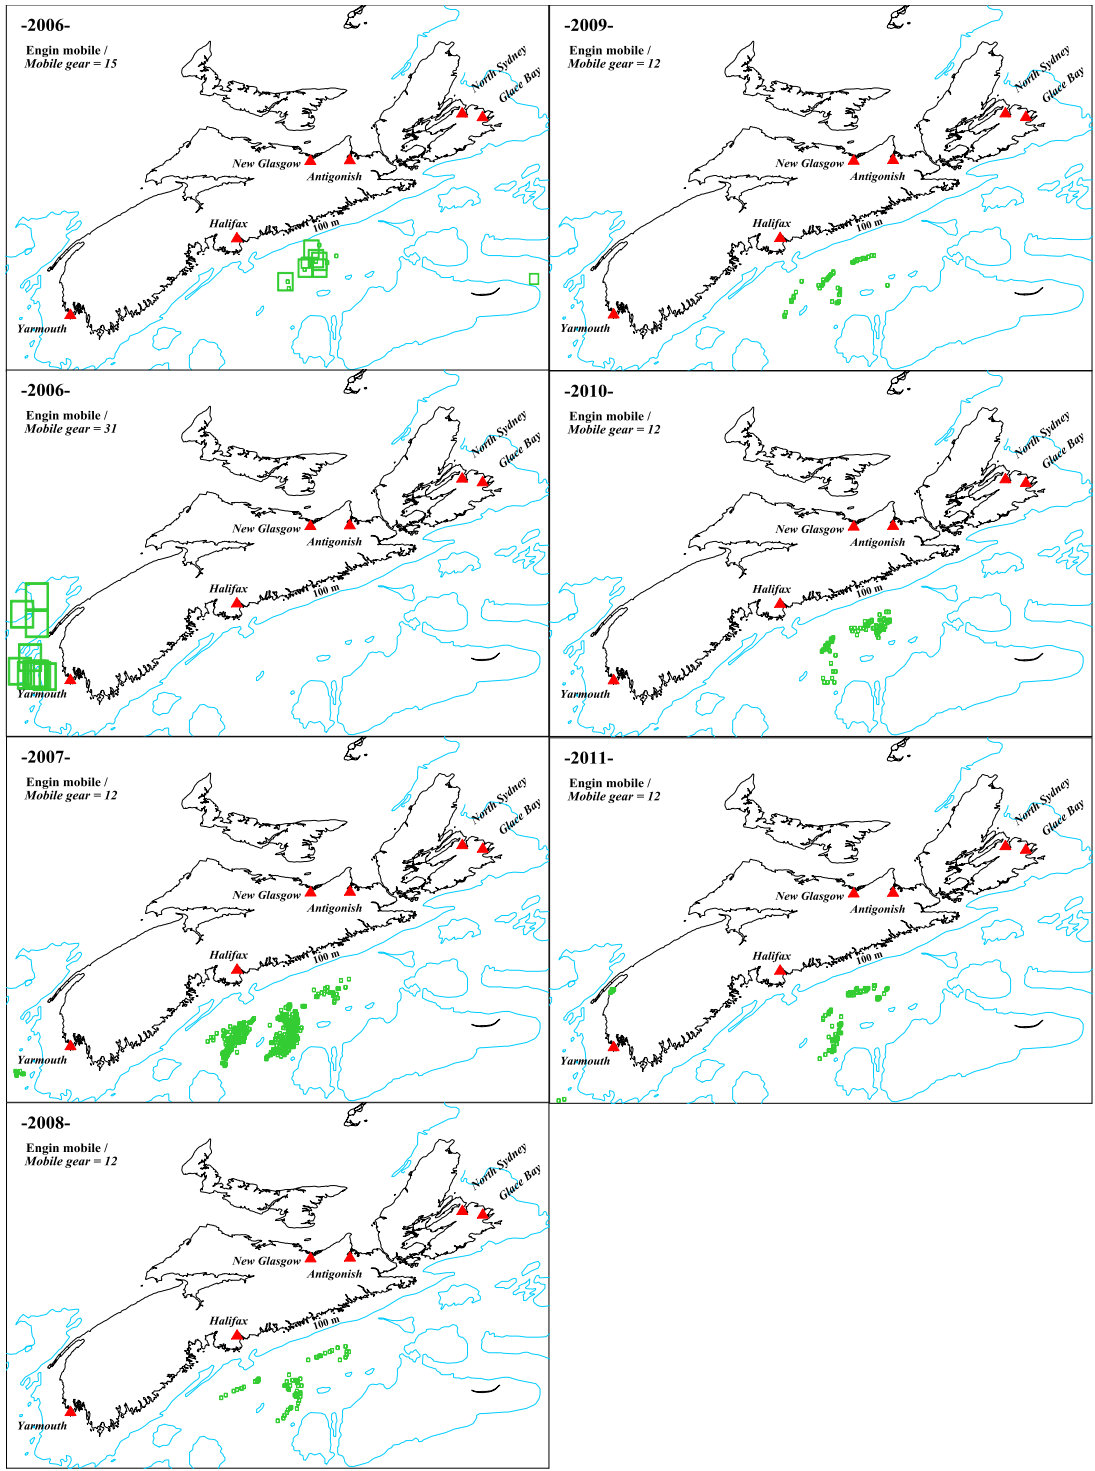 -2006-
Engin mobile /
Mobile gear = 15
North Sydney
Glace Bay
New Glasgow
Antigonish
Halifax
100 m
Yarmouth
-2009-
Engin mobile /
Mobile gear = 12
North Sydney
Glace Bay
New Glasgow
Antigonish
Halifax
100 m
Yarmouth
-2006-
Engin mobile /
Mobile gear = 31
North Sydney
Glace Bay
New Glasgow
Antigonish
Halifax
100 m
Yarmouth
-2010-
Engin mobile /
Mobile gear = 12
North Sydney
Glace Bay
New Glasgow
Antigonish
Halifax
100 m
Yarmouth
-2007-
Engin mobile /
Mobile gear = 12
North Sydney
Glace Bay
New Glasgow
Antigonish
Halifax
100 m
Yarmouth
-2011-
Engin mobile /
Mobile gear = 12
North Sydney
Glace Bay
New Glasgow
Antigonish
Halifax
100 m
Yarmouth
-2008-
Engin mobile /
Mobile gear = 12
North Sydney
Glace Bay
New Glasgow
Antigonish
Halifax
100 m
Yarmouth